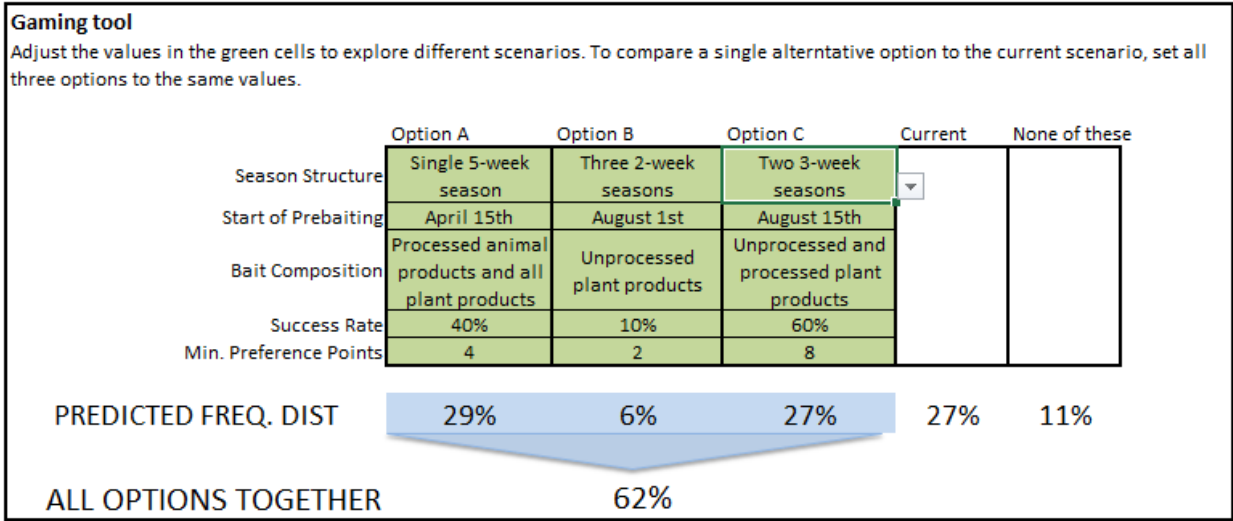 Gaming tool
Adjust the values in the green cells to explore different scenarios. To compare a single alterntative option to the current scenario, set all
three options to the same values.
Option A Option B Option C Current None of these
Season Structure Single 5-week season Three 2-week seasons Two 3-week seasons
Start of Prebaiting April 15th August 1st August 15th
Bait Composition Processed animal products and all plant products Unprocessed plant products Unprocessed and processed plant products
Success Rate 40% 10% 60%
Min. Preference Points 4 2 8
PREDICTED FREQ. DIST 29% 6% 27% 27% 11%
ALL OPTIONS TOGETHER 62%